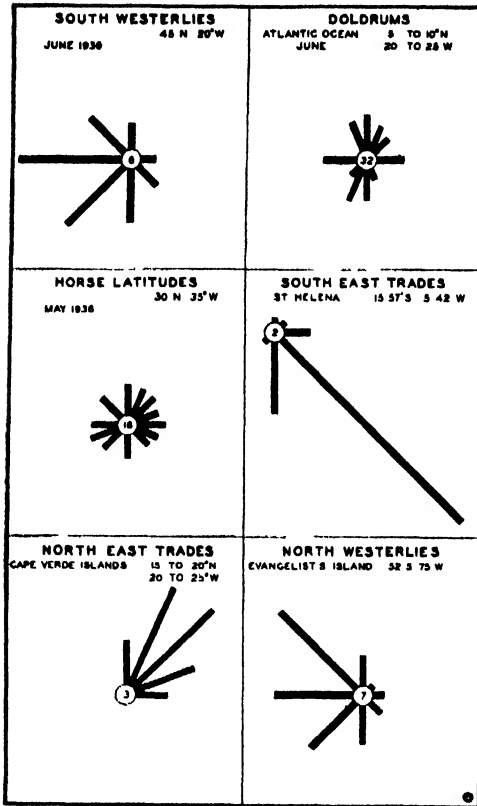 SOUTH WESTERLIES
45 N 20°W
JUNE 1936
6
DOLDRUMS
ATLANTIC OCEAN 5 TO 10°N
JUNE 20 TO 25 W
32
HORSE LATITUDES
30 N 35° W
MAY 1936
18
SOUTH EAST TRADES
ST HELENA 15 57'S 5 42 W
2
NORTH EAST TRADES
CAPE VERDE ISLANDS 15 TO 20°N
20 TO 25°W
3
NORTH WESTERLIES
EVANGELIST S ISLAND 52 S 75 W
7